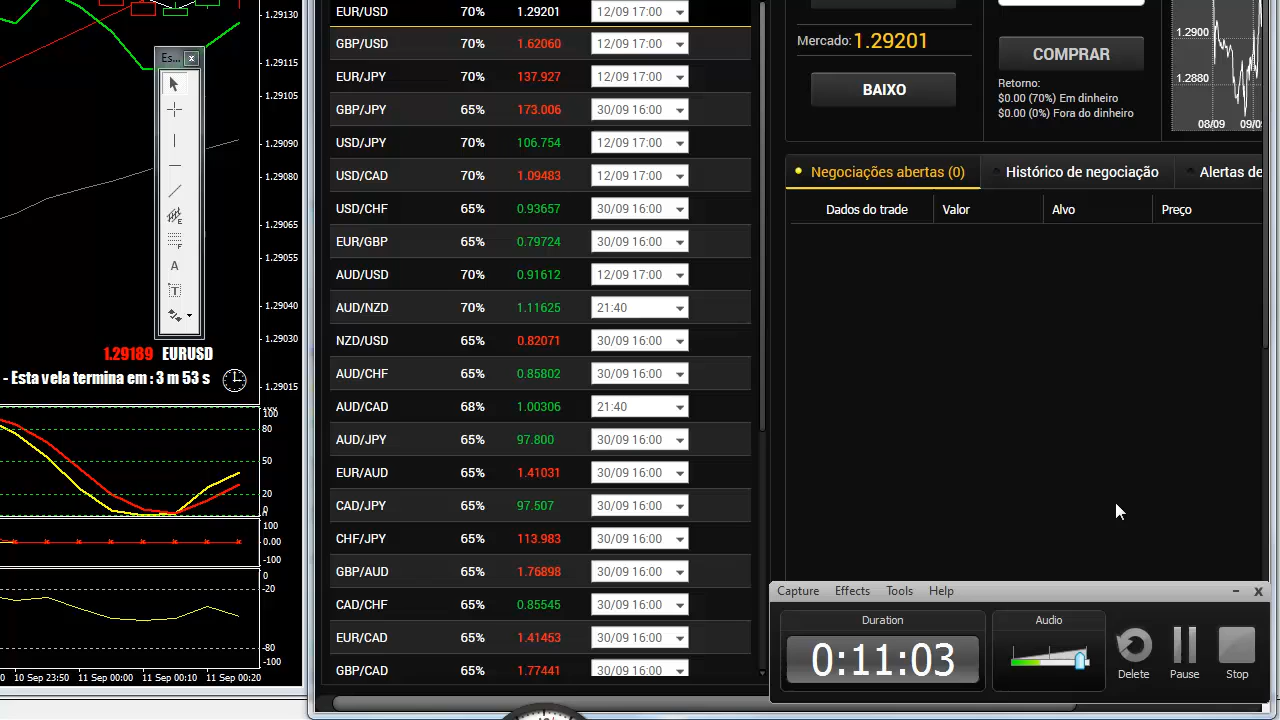 1.29130
1.29115
1.29105
1.29090
1.29080
1.29065
1.29055
1.29040
1.29030
1.29015
Es... x
A
T
1.29189 EURUSD
- Esta vela termina em : 3 m 53 s
100
80
50
20
0
100
0.00
-100
0
-20
-80
-100
10 Sep 23:50 11 Sep 00:00 11 Sep 00:10 11 Sep 00:20
EUR/USD 70% 1.29201 12/09 17:00
GBP/USD 70% 1.62060 12/09 17:00
EUR/JPY 70% 137.927 12/09 17:00
GBP/JPY 65% 173.006 30/09 16:00
USD/JPY 70% 106.754 12/09 17:00
USD/CAD 70% 1.09483 12/09 17:00
USD/CHF 65% 0.93657 30/09 16:00
EUR/GBP 65% 0.79724 30/09 16:00
AUD/USD 70% 0.91612 12/09 17:00
AUD/NZD 70% 1.11625 21:40
NZD/USD 65% 0.82071 30/09 16:00
AUD/CHF 65% 0.85802 30/09 16:00
AUD/CAD 68% 1.00306 21:40
AUD/JPY 65% 97.800 30/09 16:00
EUR/AUD 65% 1.41031 30/09 16:00
CAD/JPY 65% 97.507 30/09 16:00
CHF/JPY 65% 113.983 30/09 16:00
GBP/AUD 65% 1.76898 30/09 16:00
CAD/CHF 65% 0.85545 30/09 16:00
EUR/CAD 65% 1.41453 30/09 16:00
65% 1.77441 30/09 16:00
Mercado: 1.29201
BAIXO
COMPRAR
Retorno:
$0.00 (70%) Em dinheiro
$0.00 (0%) Fora do dinheiro
1.2900
1.2880
08/09 09/09
Negociações abertas (0) Histórico de negociação Alertas de
Dados do trade Valor Alvo Preço
Capture Effects Tools Help
Duration
0:11:03
Audio
Delete Pause Stop